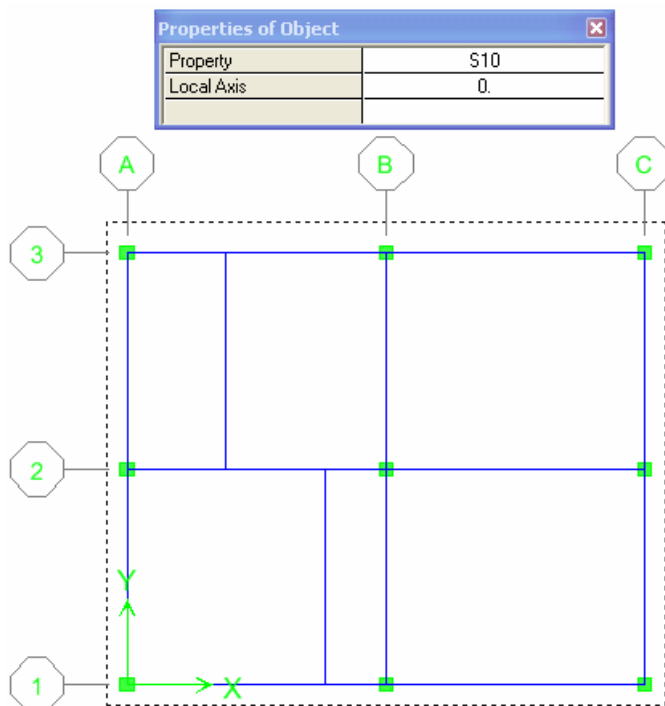 Properties of Object
Property S10
Local Axis 0.
A B C
3
2
Y
1
X